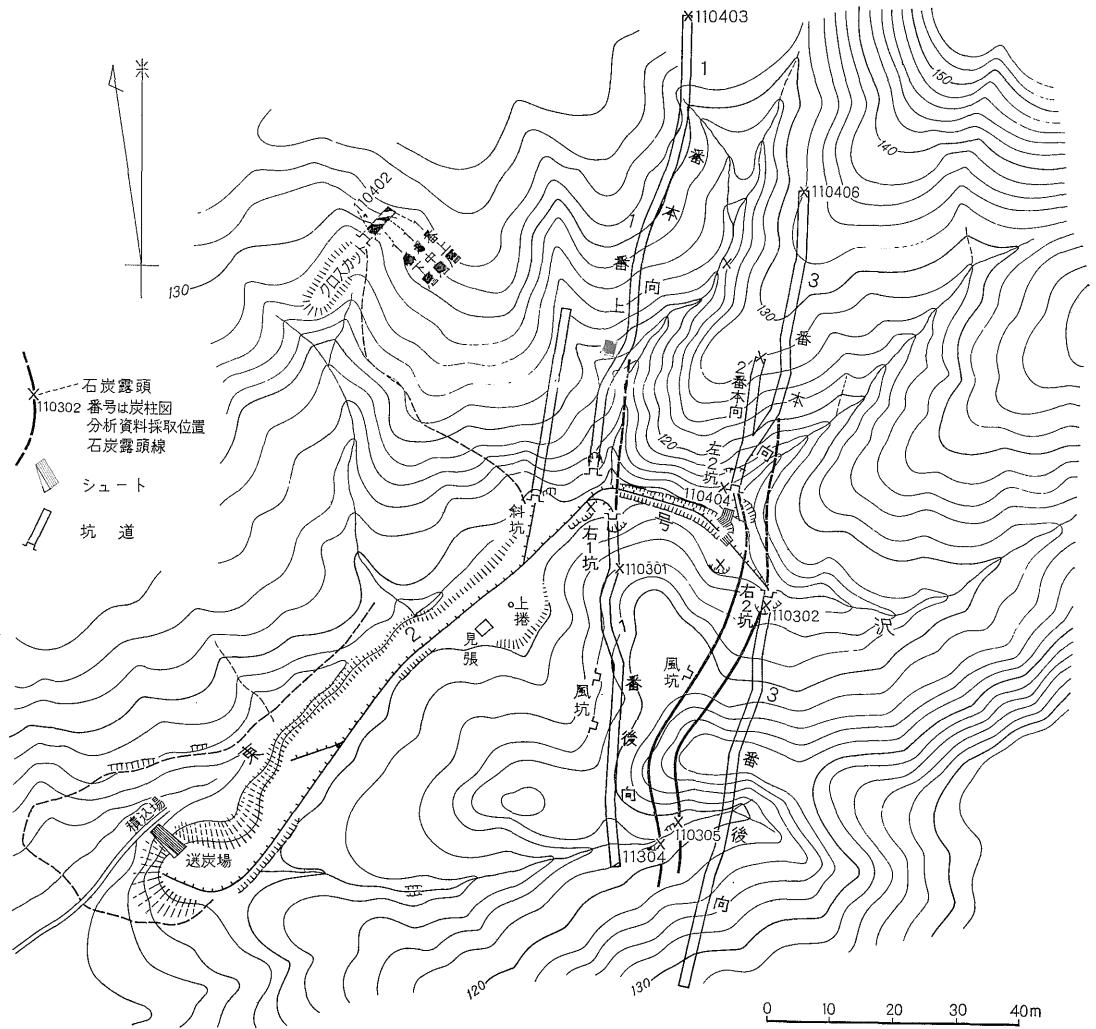 110403
1
番
本
向
110402
クロスカット
130
150
140
110406
3
番
本
向
130
1
番
上
2番本向
120
左2坑
110404
石炭露頭
110302 番号は炭柱図
分析資料採取位置
石炭露頭線
シュート
坑道
斜坑
右1坑
号
110301
右2坑
110302
沢
上捲
見張
2
東
1
番
後
向
風坑
風坑
3
番
後
向
積込場
送炭場
110305
11304
120
130
0 10 20 30 40m